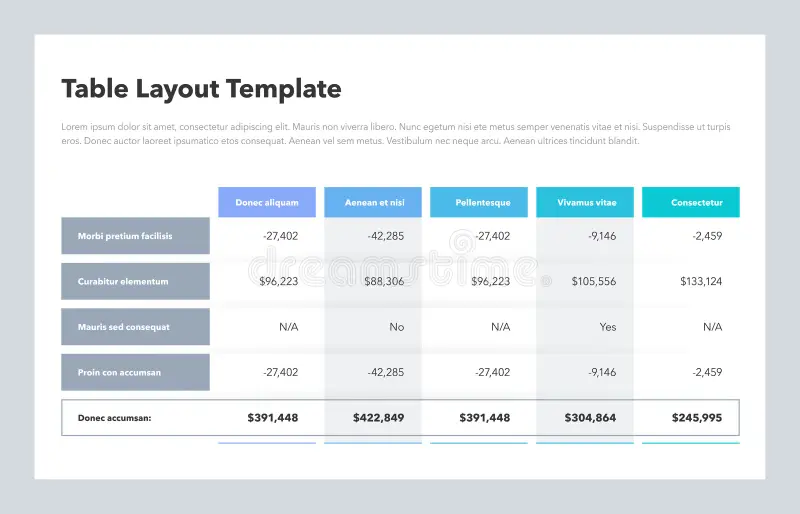 Table Layout Template
Lorem ipsum dolor sit amet, consectetur adipiscing elit. Mauris non viverra libero. Nunc egetum nisi ete metus semper venenatis vitae et nisi. Suspendisse ut turpis
eros. Donec auctor laoreet ipsumatico etos consequat. Aenean vel sem metus. Vestibulum nec neque arcu. Aenean ultrices tincidunt blandit.
Donec aliquam Aenean et nisi Pellentesque Vivamus vitae Consectetur
Morbi pretium facilisis -27,402 -42,285 -27,402 -9,146 -2,459
dreamstime
Curabitur elementum $96,223 $88,306 $96,223 $105,556 $133,124
Mauris sed consequat N/A No N/A Yes N/A
Proin con accumsan -27,402 -42,285 -27,402 -9,146 -2,459
Donec accumsan: $391,448 $422,849 $391,448 $304,864 $245,995